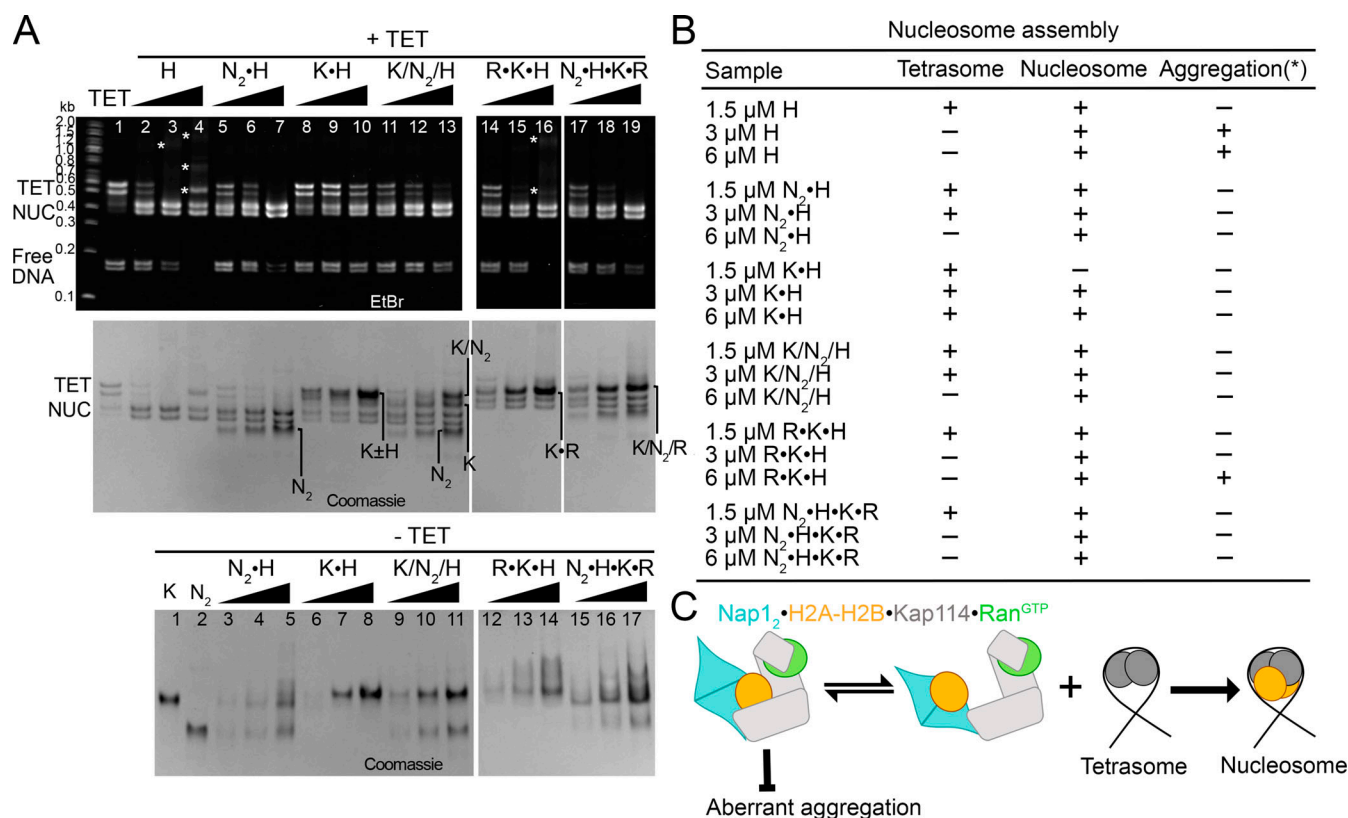 A
+ TET
H N₂•H K•H K/N₂/H R•K•H N₂•H•K•R
TET
kb
2.0
1.5
1.2
1.0
0.8
0.7
0.6
0.5
0.4
0.3
0.2
0.1
1 2 3 4 5 6 7 8 9 10 11 12 13 14 15 16 17 18 19
* * * * * *
TET
NUC
Free
DNA
EtBr
TET
NUC
K/N₂
N₂
K±H
N₂
K
K•R
K/N₂/R
Coomassie
- TET
K N₂ N₂•H K•H K/N₂/H R•K•H N₂•H•K•R
1 2 3 4 5 6 7 8 9 10 11 12 13 14 15 16 17
Coomassie
B
Nucleosome assembly
Sample Tetrasome Nucleosome Aggregation(*)
1.5 µM H + + −
3 µM H − + +
6 µM H − + +
1.5 µM N₂•H + + −
3 µM N₂•H + + −
6 µM N₂•H − + −
1.5 µM K•H + − −
3 µM K•H + + −
6 µM K•H + + −
1.5 µM K/N₂/H + + −
3 µM K/N₂/H + + −
6 µM K/N₂/H − + −
1.5 µM R•K•H + + −
3 µM R•K•H − + −
6 µM R•K•H − + +
1.5 µM N₂•H•K•R + + −
3 µM N₂•H•K•R − + −
6 µM N₂•H•K•R − + −
C
Nap1₂•H2A-H2B•Kap114•Ran^GTP
+
Tetrasome
Nucleosome
Aberrant aggregation